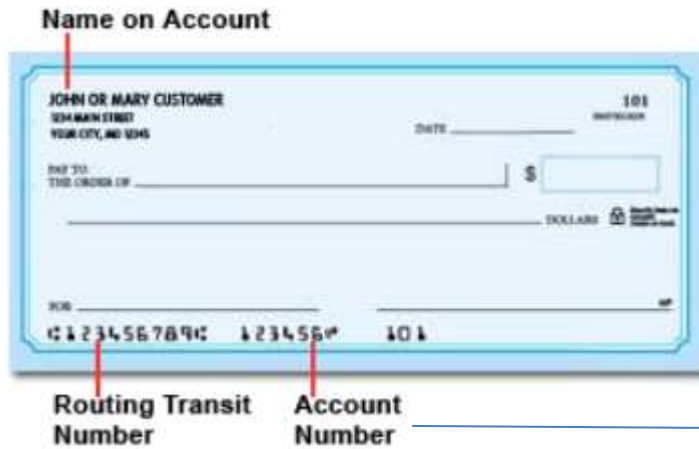 Name on Account
JOHN OR MARY CUSTOMER
1234 MAIN STREET
YOUR CITY, MO 12345
101
DATE
PAY TO
THE ORDER OF
$
DOLLARS
FOR
MP
⑆123456789⑆ 123456⑈ 101
Routing Transit
Number
Account
Number